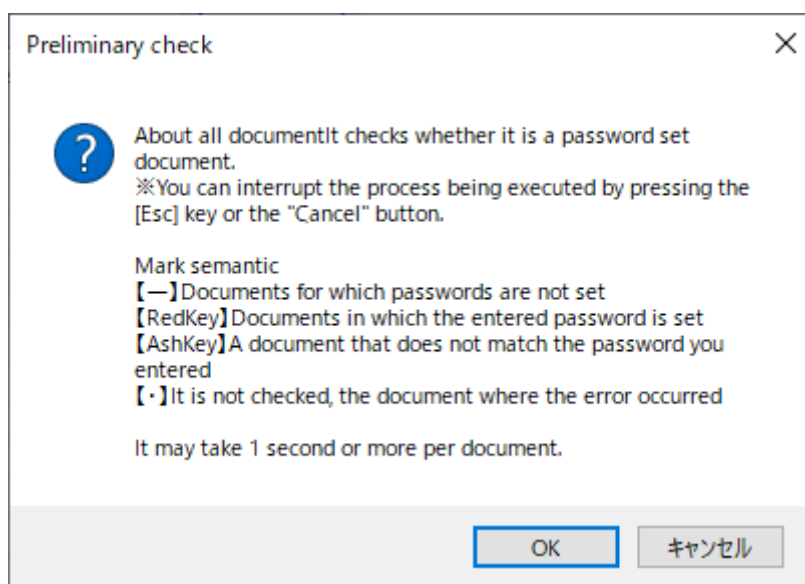 Preliminary check
About all documentIt checks whether it is a password set
document.
※You can interrupt the process being executed by pressing the
[Esc] key or the "Cancel" button.
Mark semantic
【—】Documents for which passwords are not set
【RedKey】Documents in which the entered password is set
【AshKey】A document that does not match the password you
entered
【・】It is not checked, the document where the error occurred
It may take 1 second or more per document.
OK
キャンセル